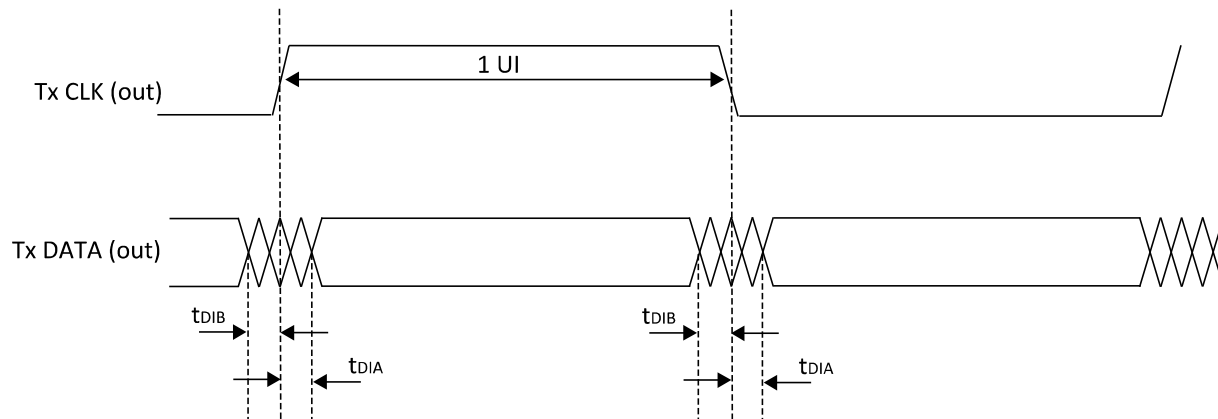 1 UI
Tx CLK (out)
Tx DATA (out)
tDIB
tDIB
tDIA
tDIA